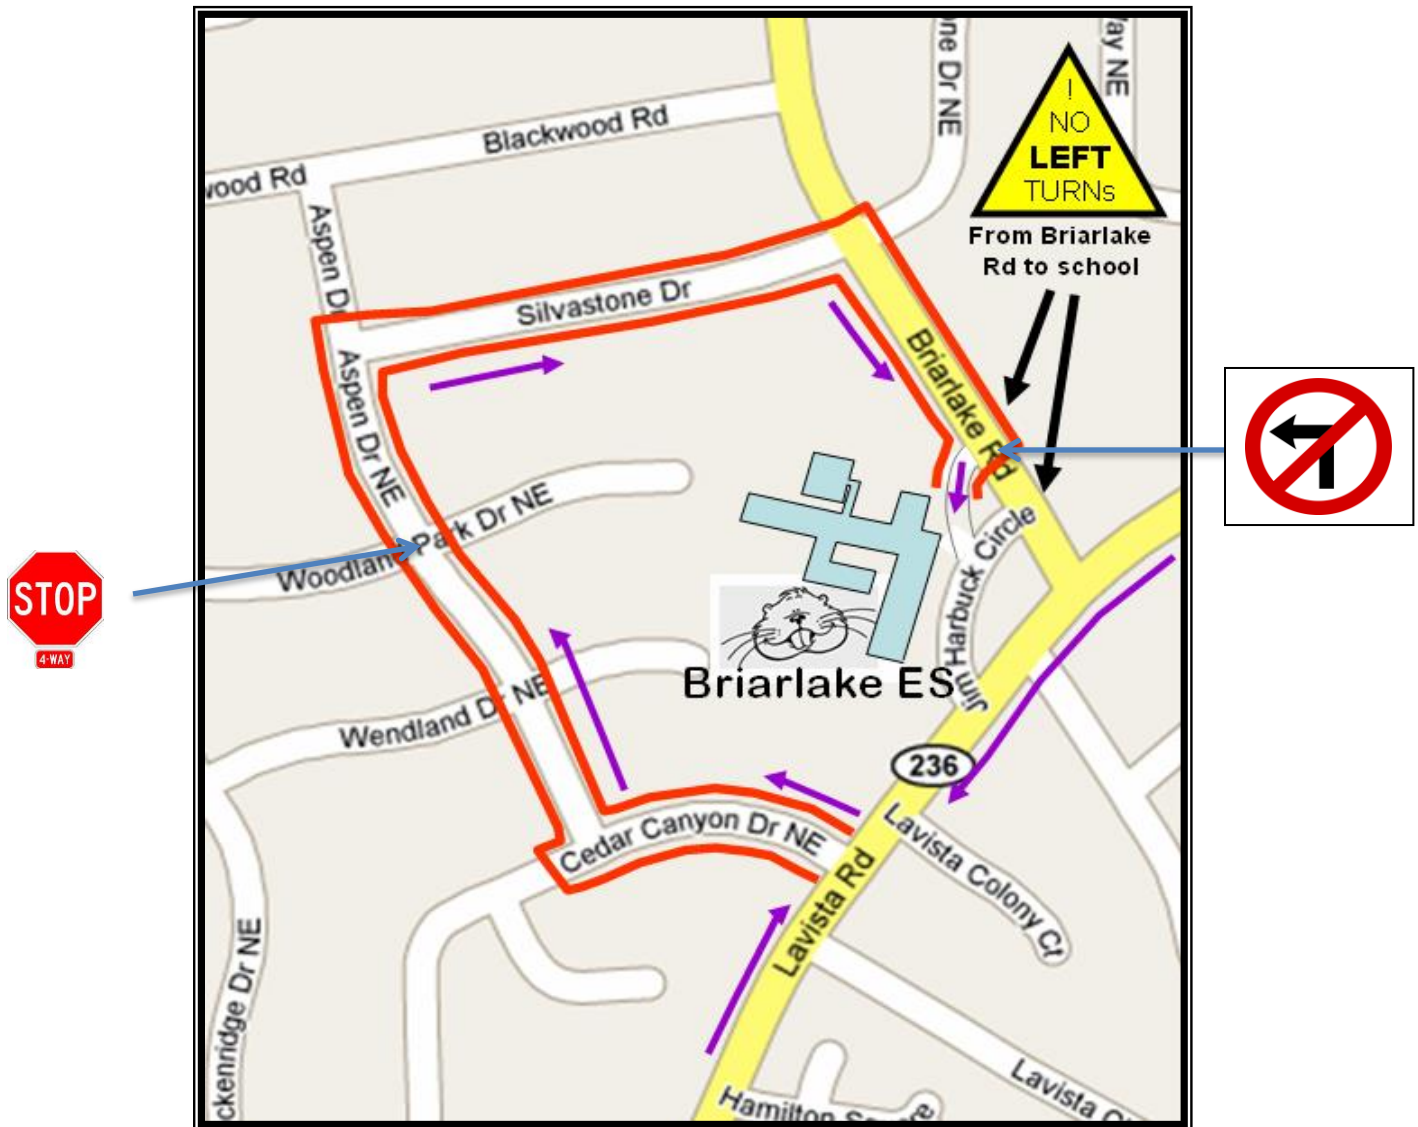 Blackwood Rd
wood Rd
Aspen Dr
one Dr NE
Way NE
!
NO
LEFT
TURNs
From Briarlake
Rd to school
Silvastone Dr
Aspen Dr NE
Briarlake Rd
Woodland Park Dr NE
STOP
4-WAY
Jim Harbuck Circle
Briarlake ES
Wendland Dr NE
236
Cedar Canyon Dr NE
Lavista Rd
Lavista Colony Ct
ckenridge Dr NE
Lavista
Hamilton